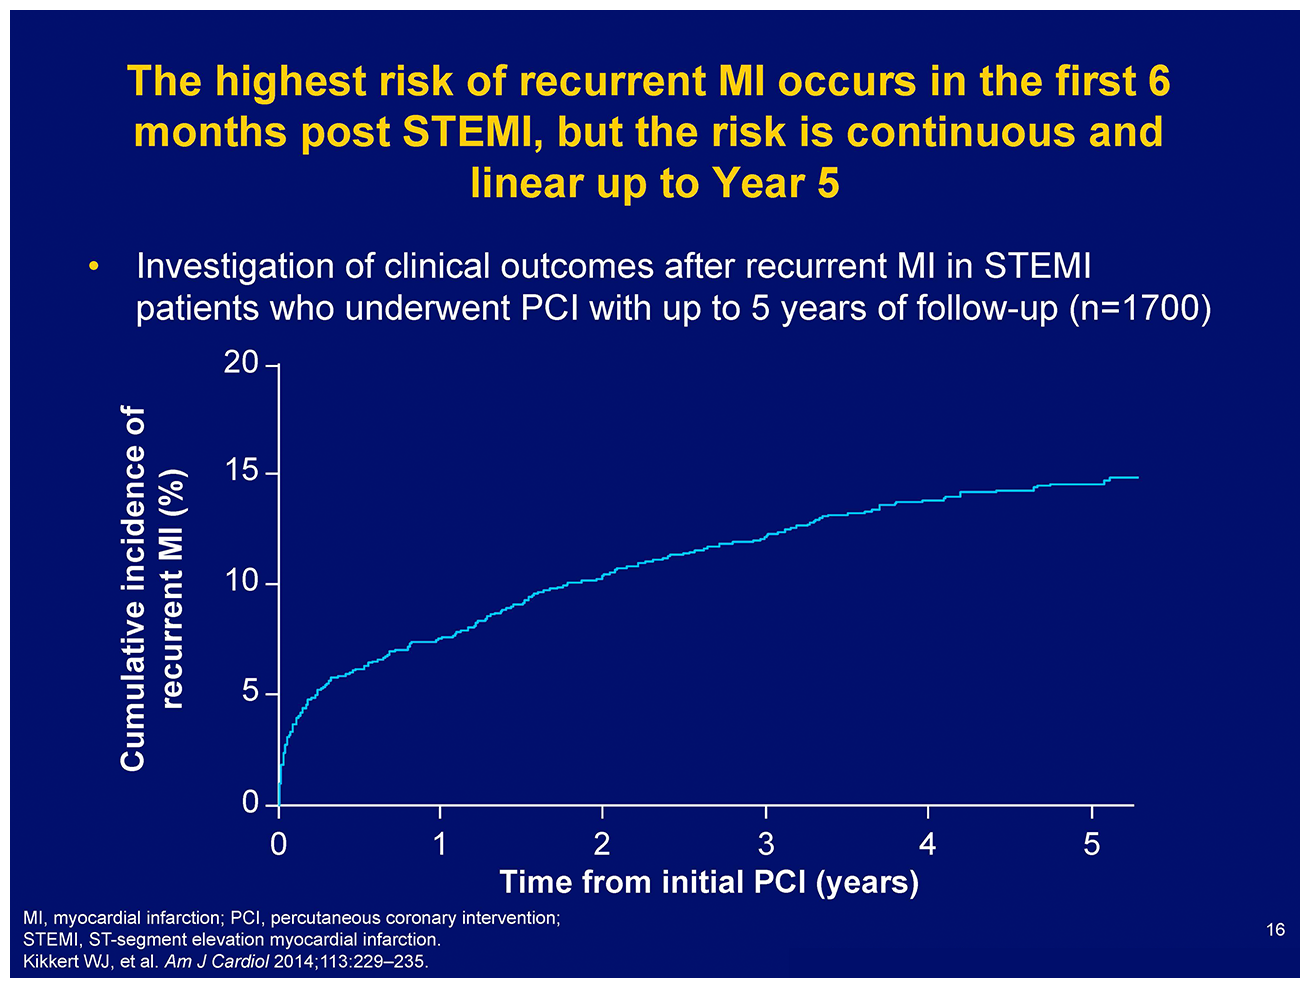 The highest risk of recurrent MI occurs in the first 6
months post STEMI, but the risk is continuous and
linear up to Year 5
• Investigation of clinical outcomes after recurrent MI in STEMI
patients who underwent PCI with up to 5 years of follow-up (n=1700)
Cumulative incidence of
recurrent MI (%)
20
15
10
5
0
0 1 2 3 4 5
Time from initial PCI (years)
MI, myocardial infarction; PCI, percutaneous coronary intervention;
STEMI, ST-segment elevation myocardial infarction.
Kikkert WJ, et al. Am J Cardiol 2014;113:229–235.
16